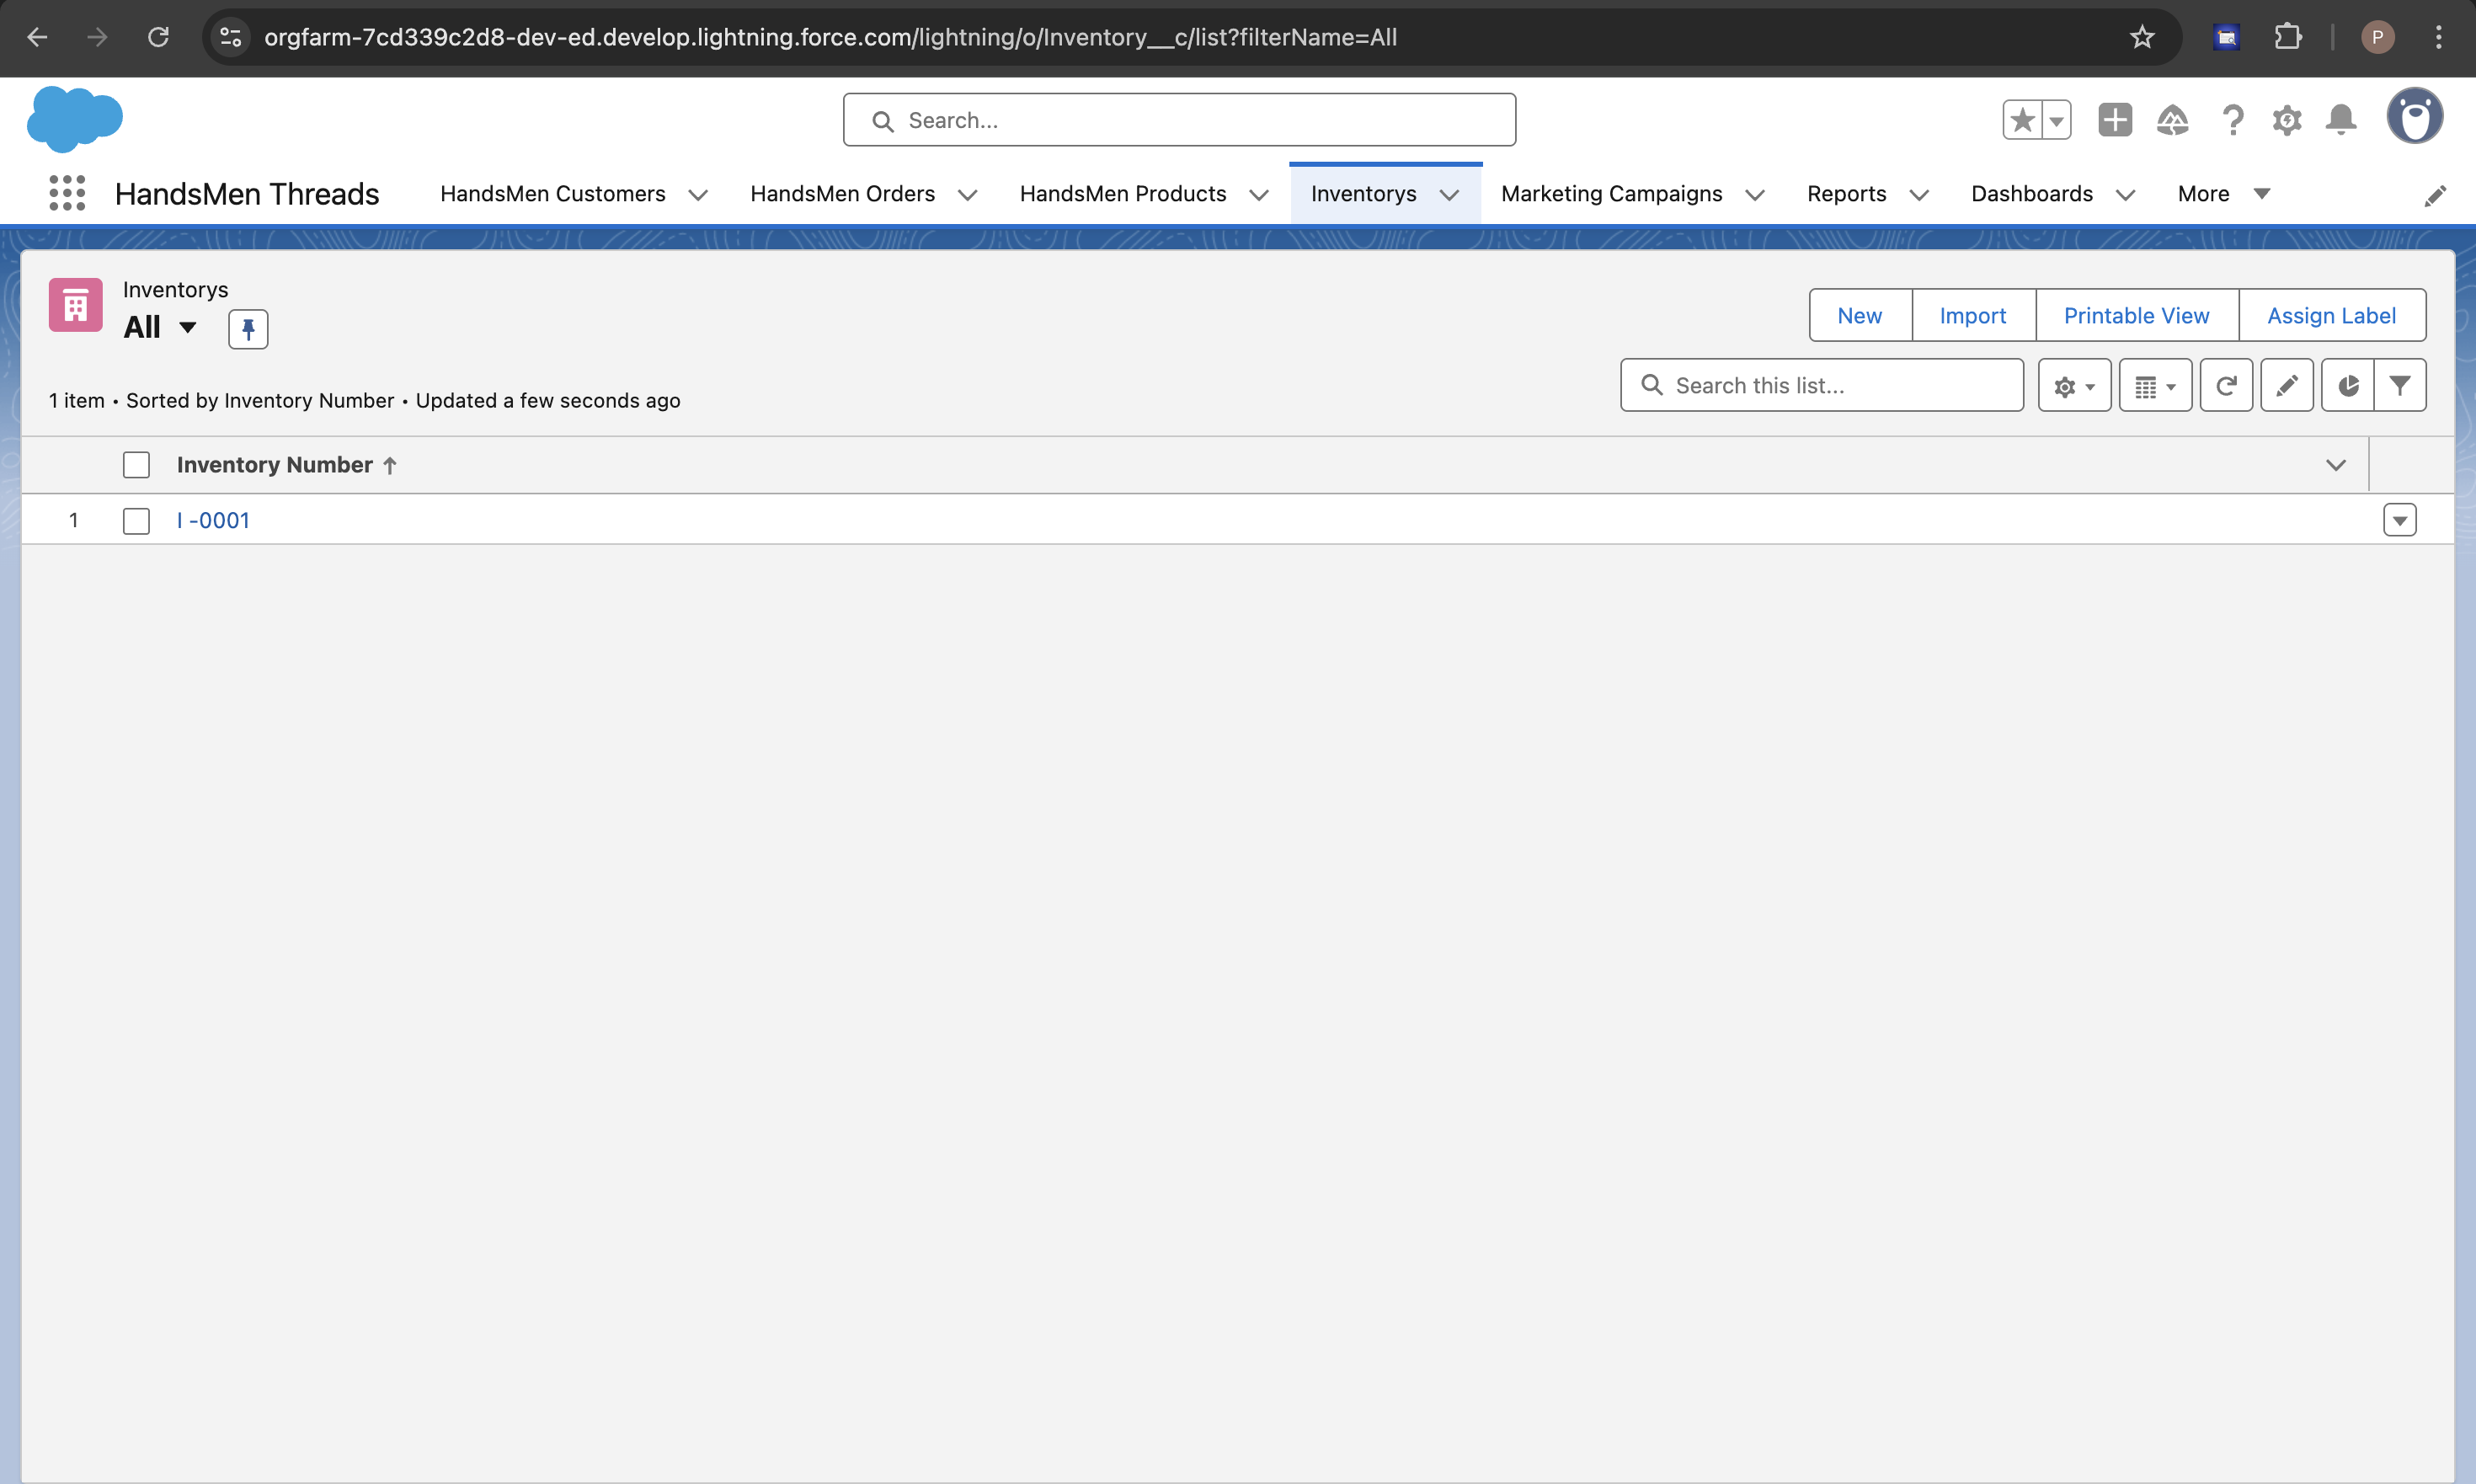 orgfarm-7cd339c2d8-dev-ed.develop.lightning.force.com/lightning/o/Inventory__c/list?filterName=All
P
Search...
HandsMen Threads
HandsMen Customers
HandsMen Orders
HandsMen Products
Inventorys
Marketing Campaigns
Reports
Dashboards
More
Inventorys
All
New
Import
Printable View
Assign Label
1 item • Sorted by Inventory Number • Updated a few seconds ago
Search this list...
Inventory Number
1
I -0001